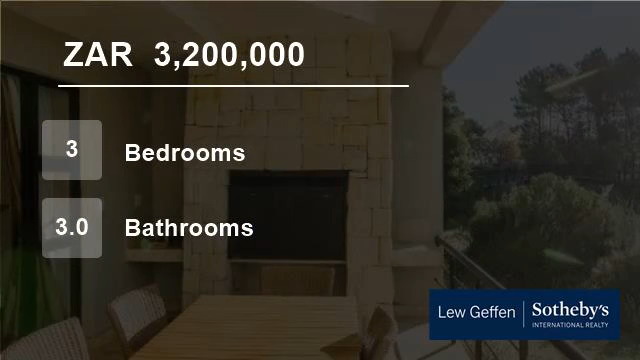 ZAR 3,200,000
3 Bedrooms
3.0 Bathrooms
Lew Geffen Sotheby's
INTERNATIONAL REALTY